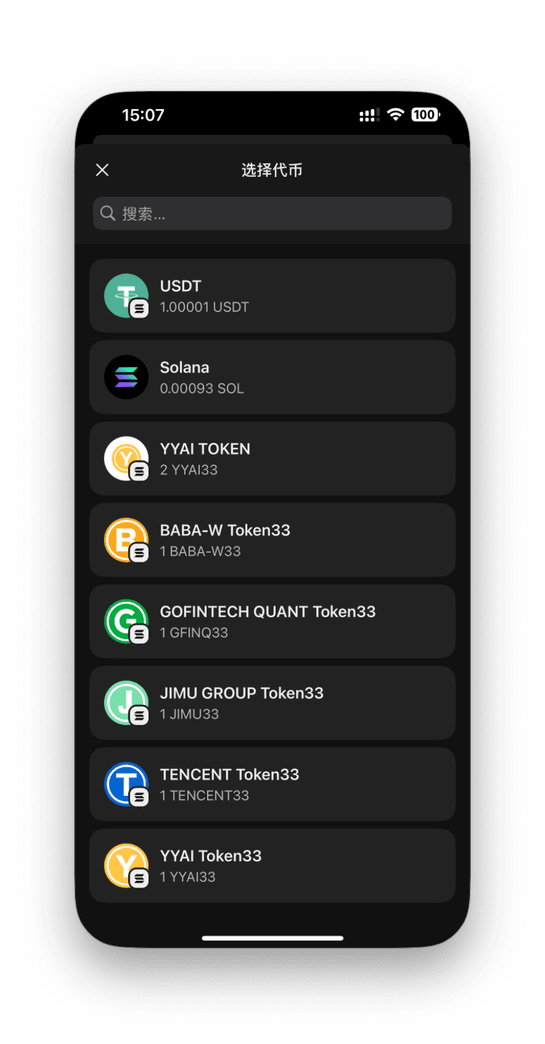 15:07
100
选择代币
搜索...
USDT
1.00001 USDT
Solana
0.00093 SOL
YYAI TOKEN
2 YYAI33
BABA-W Token33
1 BABA-W33
GOFINTECH QUANT Token33
1 GFINQ33
JIMU GROUP Token33
1 JIMU33
TENCENT Token33
1 TENCENT33
YYAI Token33
1 YYAI33